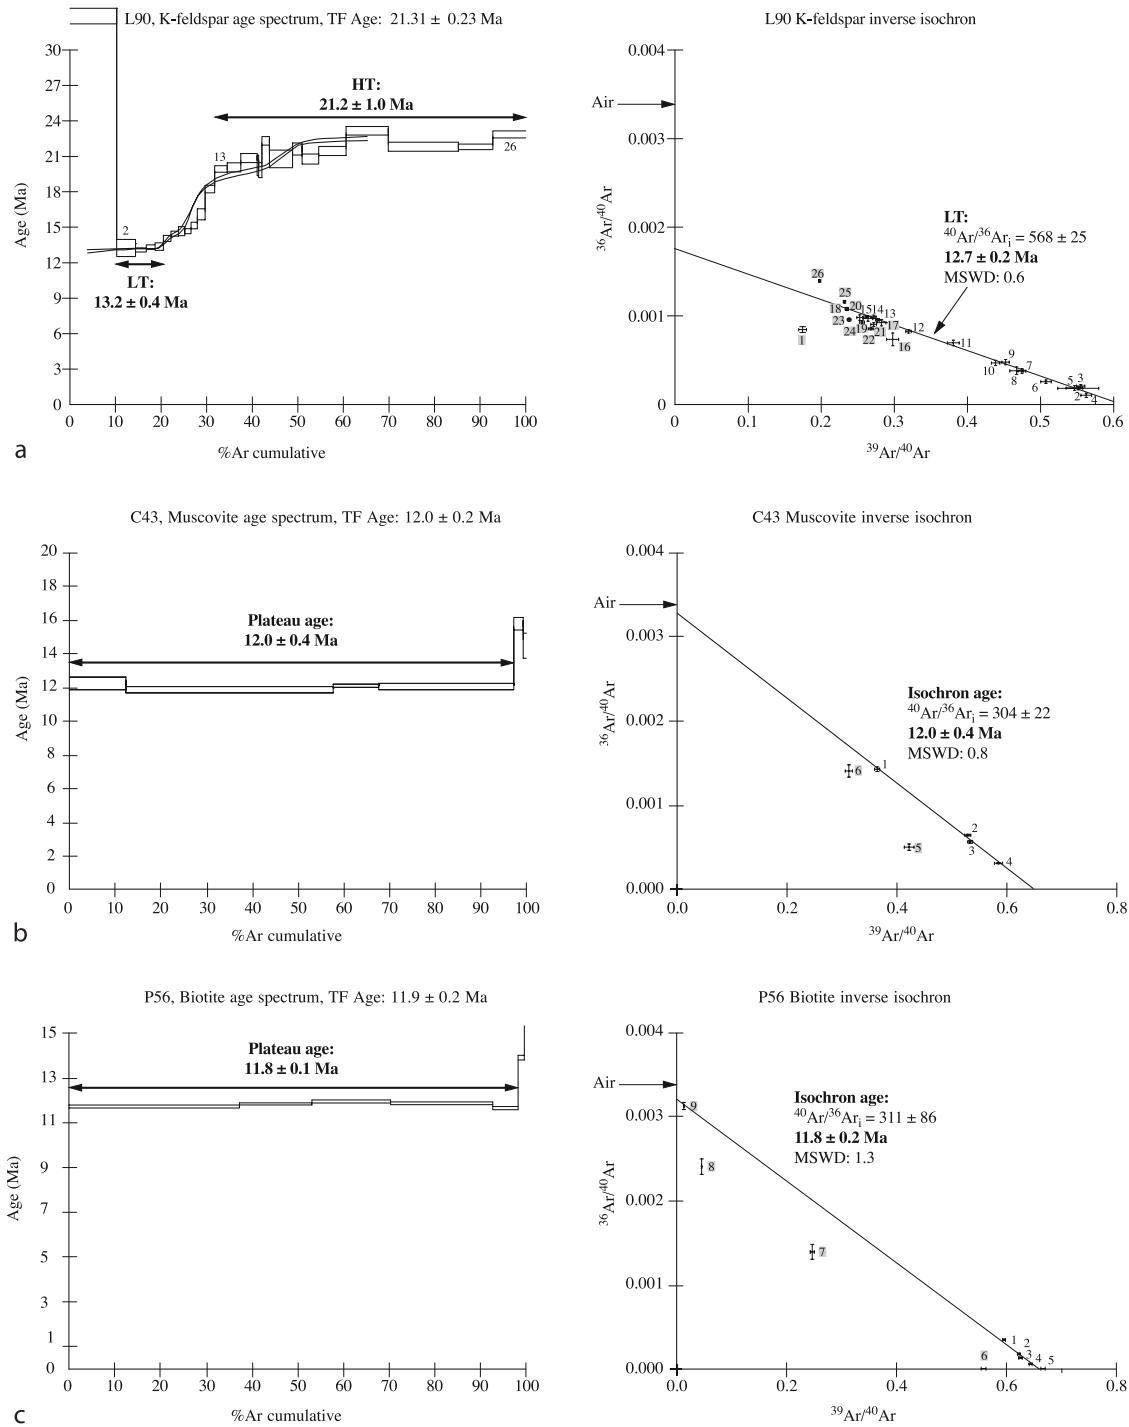 L90, K-feldspar age spectrum, TF Age: 21.31 ± 0.23 Ma
30
27
24
21
18
15
12
9
6
3
0
Age (Ma)
HT:
21.2 ± 1.0 Ma
13
26
2
LT:
13.2 ± 0.4 Ma
0 10 20 30 40 50 60 70 80 90 100
%Ar cumulative
a
L90 K-feldspar inverse isochron
0.004
0.003
0.002
0.001
0
Air
³⁶Ar/⁴⁰Ar
LT:
⁴⁰Ar/³⁶Arᵢ = 568 ± 25
12.7 ± 0.2 Ma
MSWD: 0.6
26
25
18 20 15 14 13
23 17 12
24 19 21
1 22 16 11
9
10 7
8
6 5 3
2 4
0 0.2 0.3 0.4 0.5 0.6
³⁹Ar/⁴⁰Ar
C43, Muscovite age spectrum, TF Age: 12.0 ± 0.2 Ma
20
18
16
14
12
10
8
6
4
2
0
Age (Ma)
Plateau age:
12.0 ± 0.4 Ma
0 10 20 30 40 50 60 70 80 90 100
%Ar cumulative
b
C43 Muscovite inverse isochron
0.004
0.003
0.002
0.001
0.000
Air
³⁶Ar/⁴⁰Ar
Isochron age:
⁴⁰Ar/³⁶Arᵢ = 304 ± 22
12.0 ± 0.4 Ma
MSWD: 0.8
6 1
2
5 3
4
0.0 0.2 0.4 0.6 0.8
³⁹Ar/⁴⁰Ar
P56, Biotite age spectrum, TF Age: 11.9 ± 0.2 Ma
15
13
11
9
7
5
3
1
0
Age (Ma)
Plateau age:
11.8 ± 0.1 Ma
0 10 20 30 40 50 60 70 80 90 100
%Ar cumulative
c
P56 Biotite inverse isochron
0.004
0.003
0.002
0.001
0.000
Air
³⁶Ar/⁴⁰Ar
Isochron age:
⁴⁰Ar/³⁶Arᵢ = 311 ± 86
11.8 ± 0.2 Ma
MSWD: 1.3
9
8
7
1 2
6 3 4 5
0.0 0.2 0.4 0.6 0.8
³⁹Ar/⁴⁰Ar